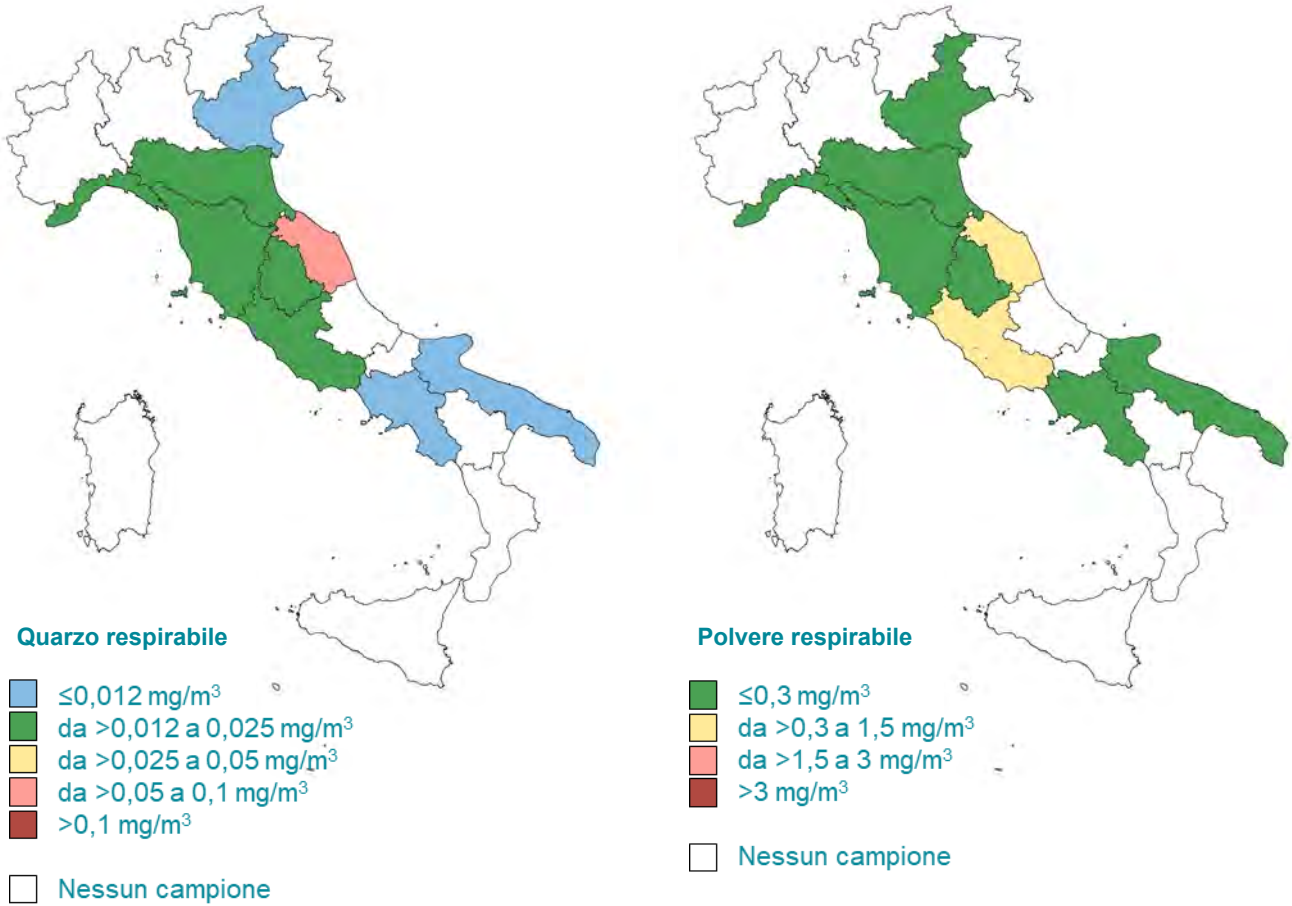 Quarzo respirabile
≤0,012 mg/m³
da >0,012 a 0,025 mg/m³
da >0,025 a 0,05 mg/m³
da >0,05 a 0,1 mg/m³
>0,1 mg/m³
Nessun campione
Polvere respirabile
≤0,3 mg/m³
da >0,3 a 1,5 mg/m³
da >1,5 a 3 mg/m³
>3 mg/m³
Nessun campione